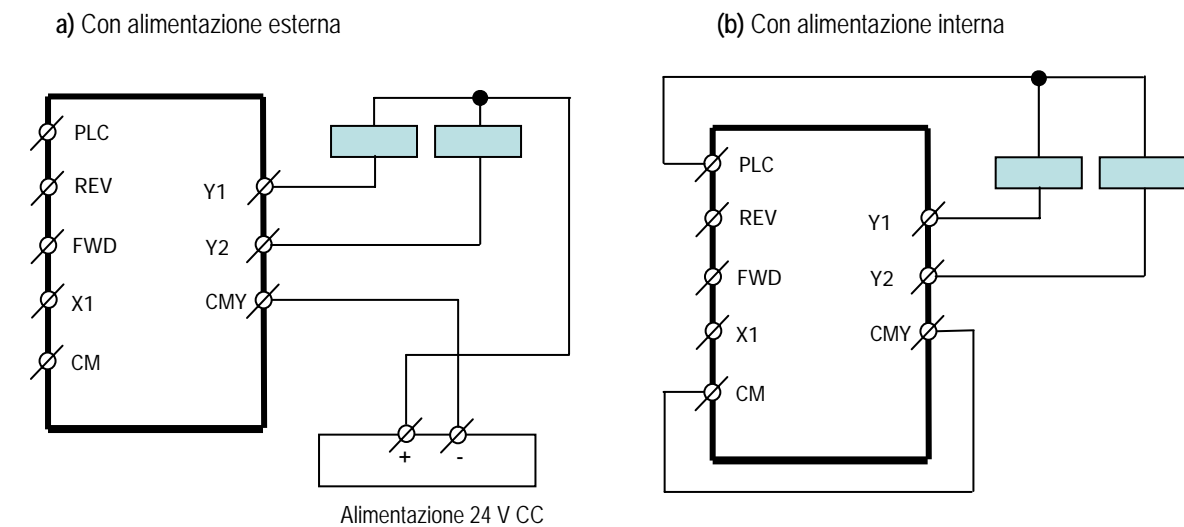 a) Con alimentazione esterna
PLC
REV
FWD
X1
CM
Y1
Y2
CMY
+ -
Alimentazione 24 V CC
(b) Con alimentazione interna
PLC
REV
FWD
X1
CM
Y1
Y2
CMY